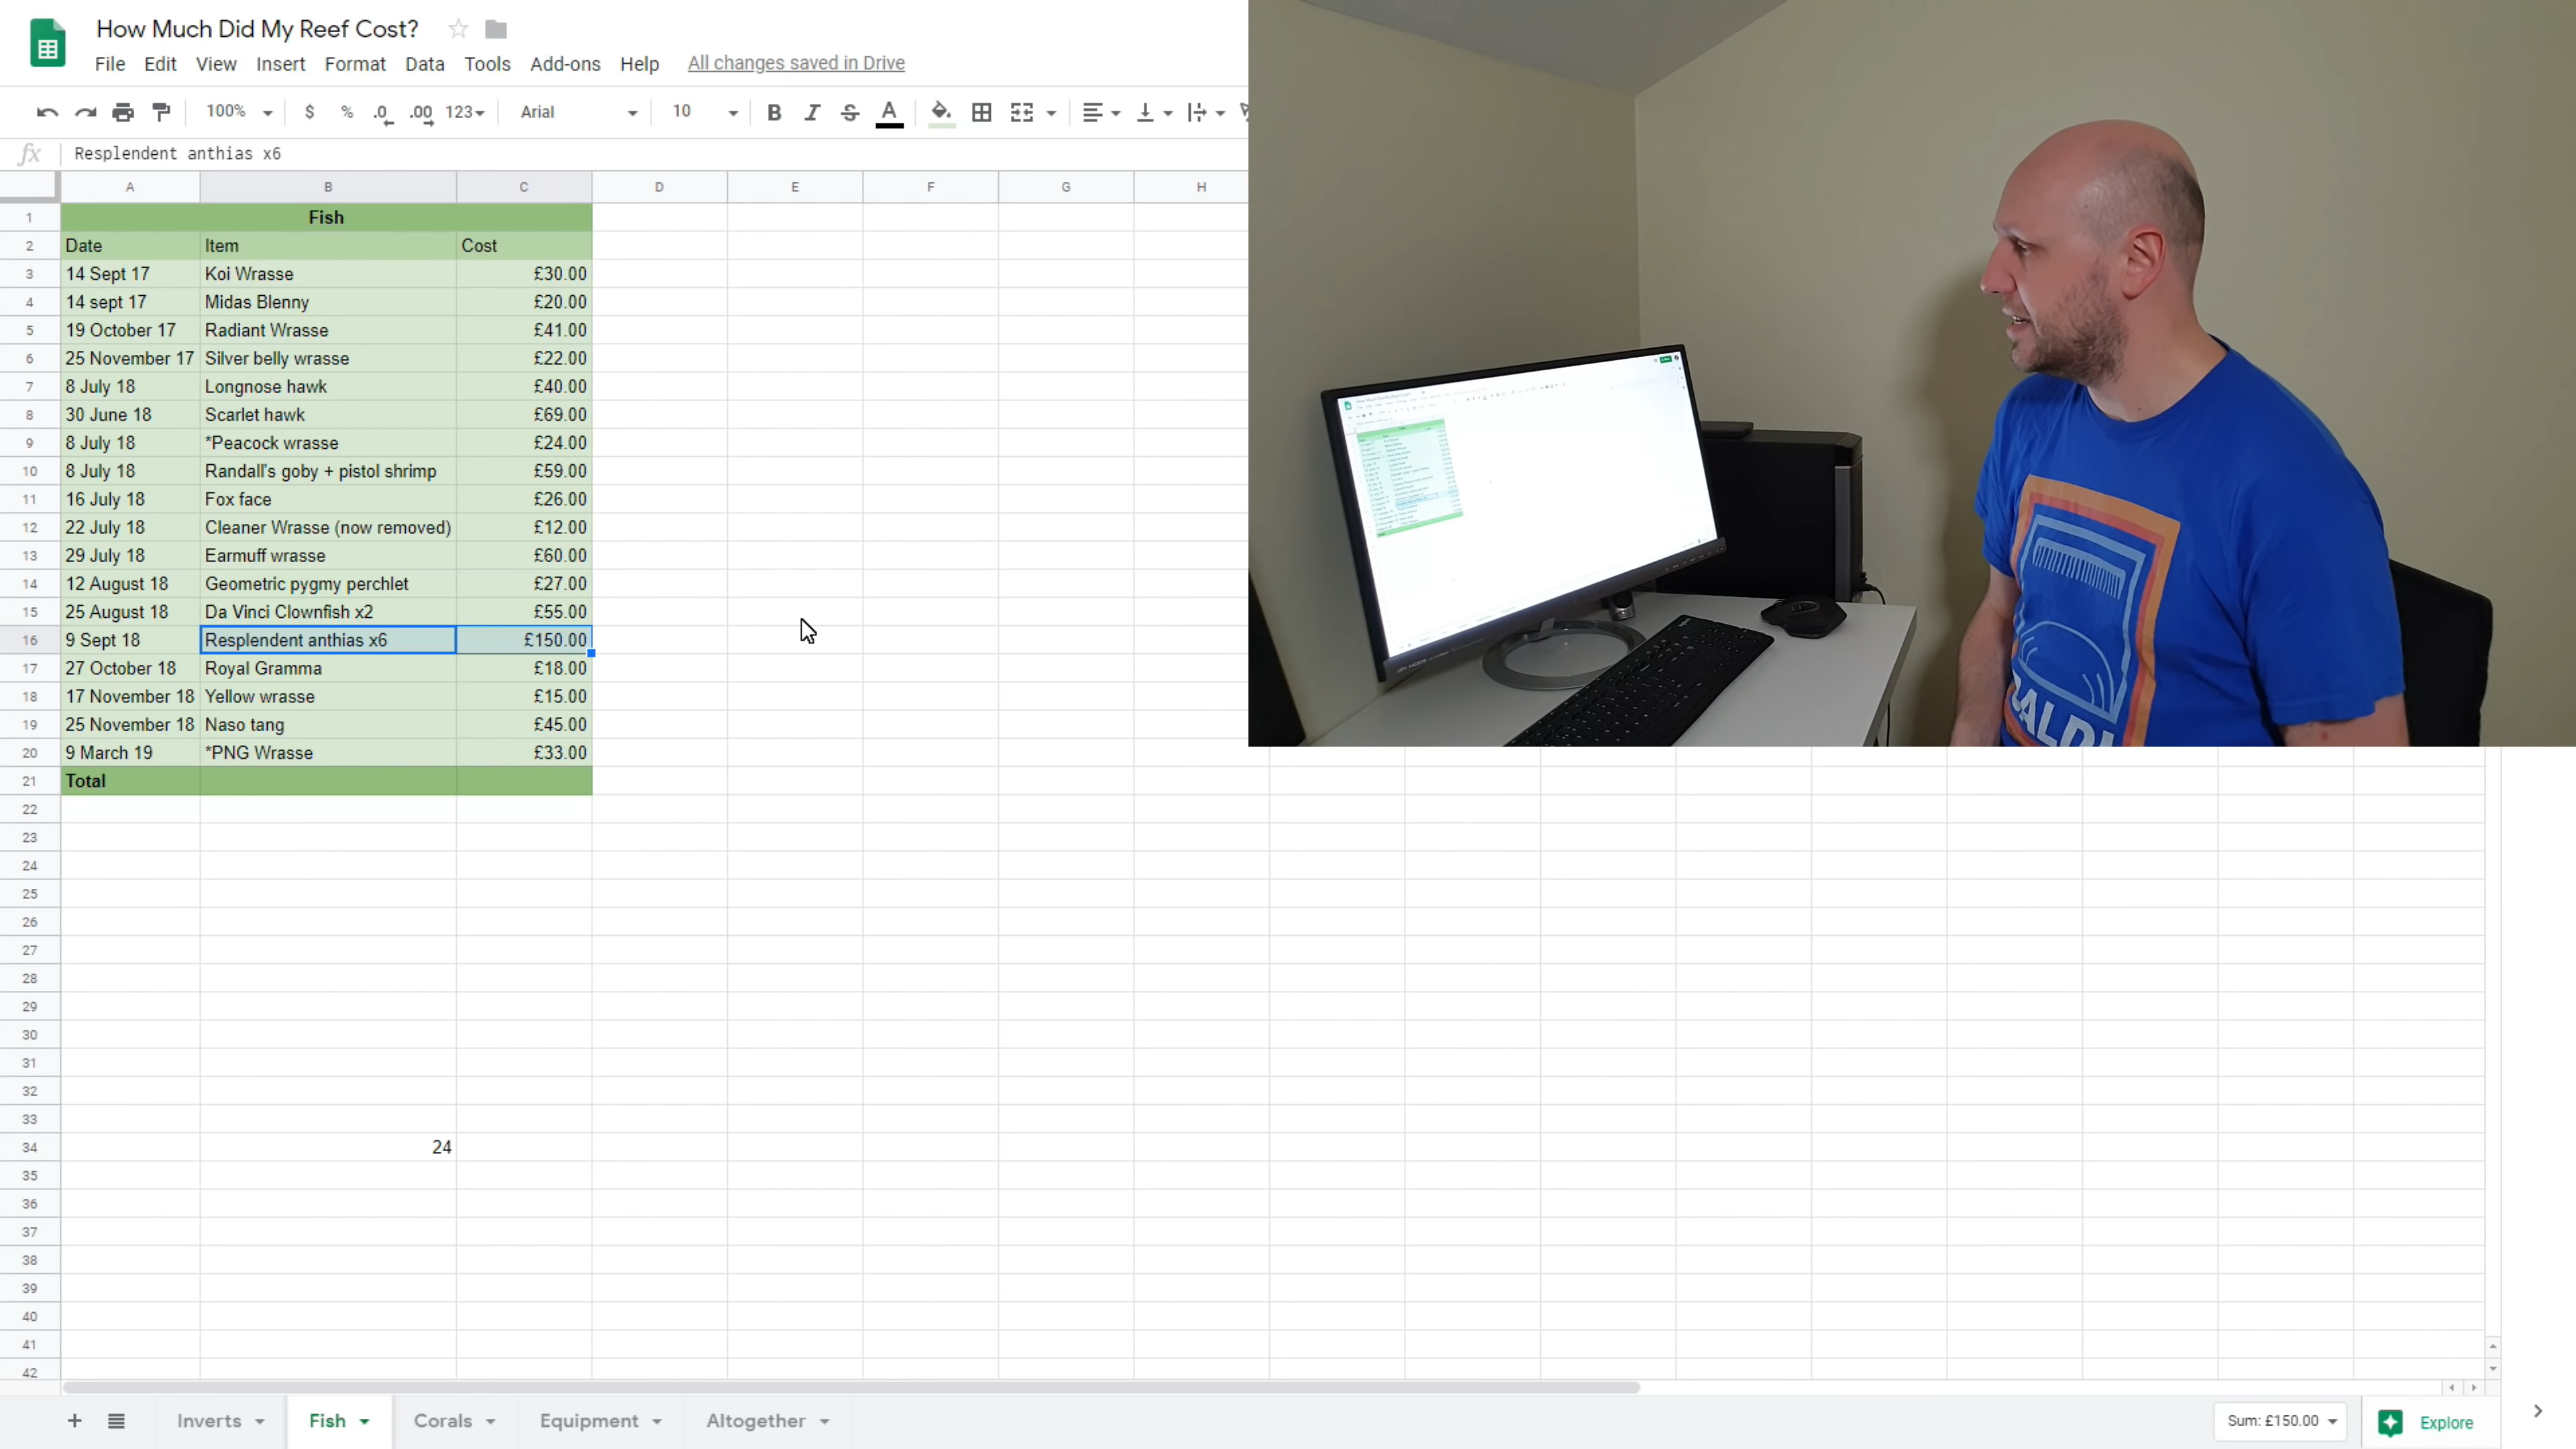 How Much Did My Reef Cost?
File Edit View Insert Format Data Tools Add-ons Help All changes saved in Drive
100% $ % .0 .00 123 Arial 10 B I S A
fx Resplendent anthias x6
A B C D E F G H
1 Fish
2 Date Item Cost
3 14 Sept 17 Koi Wrasse £30.00
4 14 sept 17 Midas Blenny £20.00
5 19 October 17 Radiant Wrasse £41.00
6 25 November 17 Silver belly wrasse £22.00
7 8 July 18 Longnose hawk £40.00
8 30 June 18 Scarlet hawk £69.00
9 8 July 18 *Peacock wrasse £24.00
10 8 July 18 Randall's goby + pistol shrimp £59.00
11 16 July 18 Fox face £26.00
12 22 July 18 Cleaner Wrasse (now removed) £12.00
13 29 July 18 Earmuff wrasse £60.00
14 12 August 18 Geometric pygmy perchlet £27.00
15 25 August 18 Da Vinci Clownfish x2 £55.00
16 9 Sept 18 Resplendent anthias x6 £150.00
17 27 October 18 Royal Gramma £18.00
18 17 November 18 Yellow wrasse £15.00
19 25 November 18 Naso tang £45.00
20 9 March 19 *PNG Wrasse £33.00
21 Total
22
23
24
25
26
27
28
29
30
31
32
33
34 24
35
36
37
38
39
40
41
42
Inverts Fish Corals Equipment Altogether Sum: £150.00 Explore
BALDI